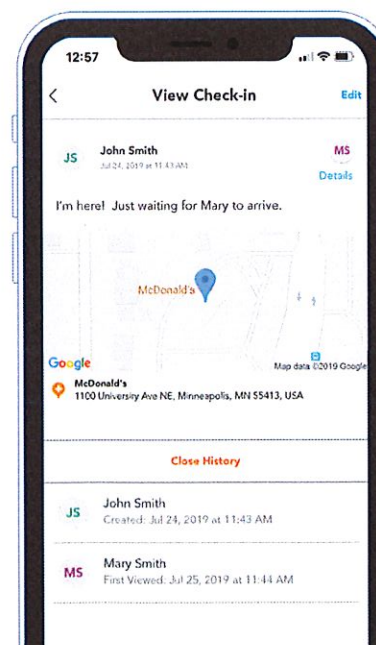 12:57
View Check-in
Edit
JS
John Smith
Jul 24, 2019 at 11:43 AM
MS
Details
I'm here! Just waiting for Mary to arrive.
McDonald's
Google
Map data ©2019 Google
McDonald's
1100 University Ave NE, Minneapolis, MN 55413, USA
Close History
JS
John Smith
Created: Jul 24, 2019 at 11:43 AM
MS
Mary Smith
First Viewed: Jul 25, 2019 at 11:44 AM